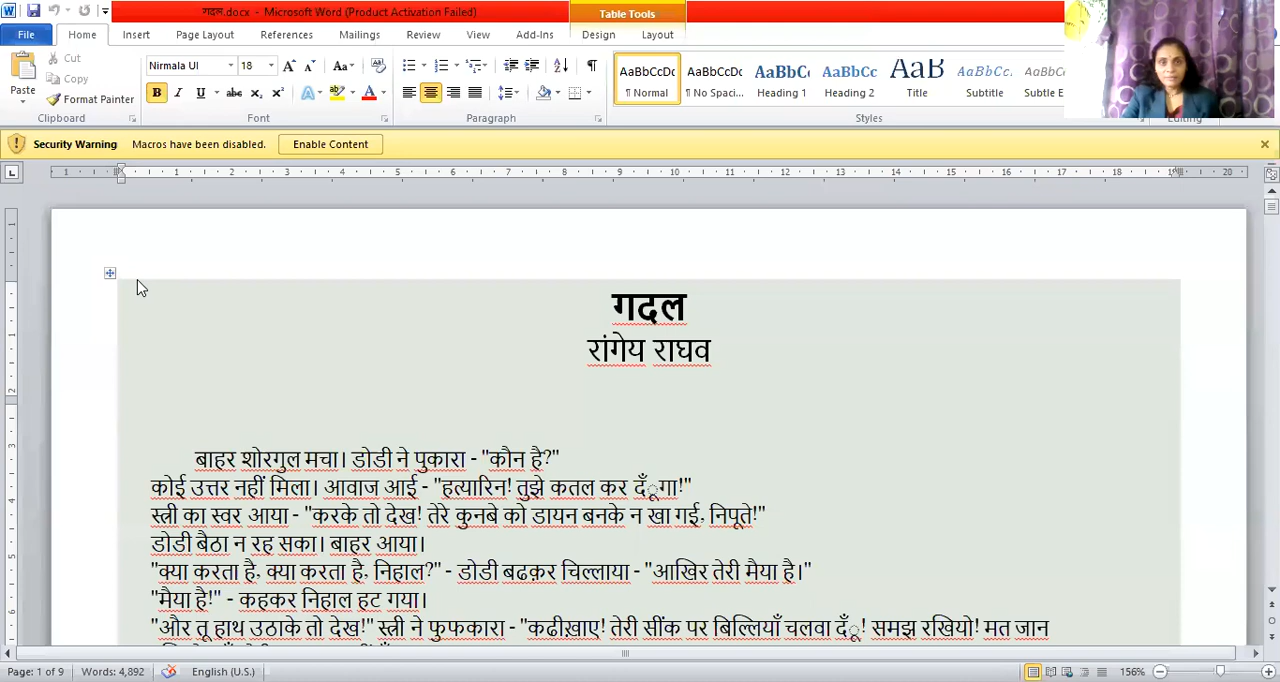 गदल.docx - Microsoft Word (Product Activation Failed)
Table Tools
File Home Insert Page Layout References Mailings Review View Add-Ins Design Layout
Cut
Copy
Format Painter
Paste
Nirmala UI 18
AaBbCcDc AaBbCcDc AaBbC AaBbCc AaB AaBbCc. AaBbCcD
¶ Normal ¶ No Spaci... Heading 1 Heading 2 Title Subtitle Subtle E
Clipboard Font Paragraph Styles Editing
Security Warning Macros have been disabled. Enable Content
गदल
रांगेय राघव
बाहर शोरगुल मचा। डोडी ने पुकारा - "कौन है?"
कोई उत्तर नहीं मिला। आवाज आई - "हत्यारिन! तुझे कतल कर दँूगा!"
स्त्री का स्वर आया - "करके तो देख! तेरे कुनबे को डायन बनके न खा गई, निपूते!"
डोडी बैठा न रह सका। बाहर आया।
"क्या करता है, क्या करता है, निहाल?" - डोडी बढक़र चिल्लाया - "आखिर तेरी मैया है।"
"मैया है!" - कहकर निहाल हट गया।
"और तू हाथ उठाके तो देख!" स्त्री ने फुफकारा - "कढीख़ाए! तेरी सींक पर बिल्लियाँ चलवा दँू! समझ रखियो! मत जान
Page: 1 of 9 Words: 4,892 English (U.S.) 156%